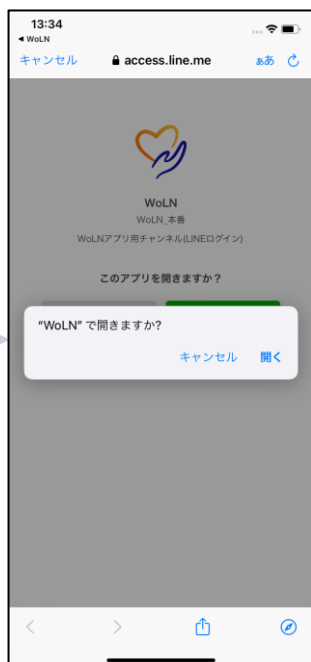 13:34
◀ WoLN
キャンセル
access.line.me
ぁあ
WoLN
WoLN_本番
WoLNアプリ用チャンネル(LINEログイン)
このアプリを開きますか？
“WoLN” で開きますか?
キャンセル
開く